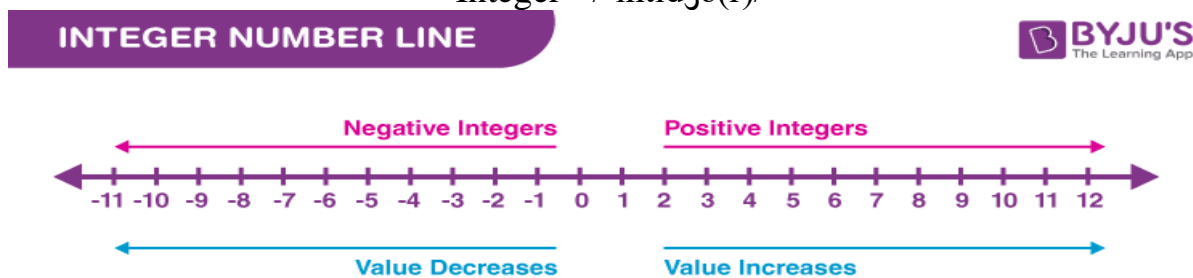 INTEGER NUMBER LINE
BYJU'S
The Learning App
Negative Integers Positive Integers
-11 -10 -9 -8 -7 -6 -5 -4 -3 -2 -1 0 1 2 3 4 5 6 7 8 9 10 11 12
Value Decreases Value Increases